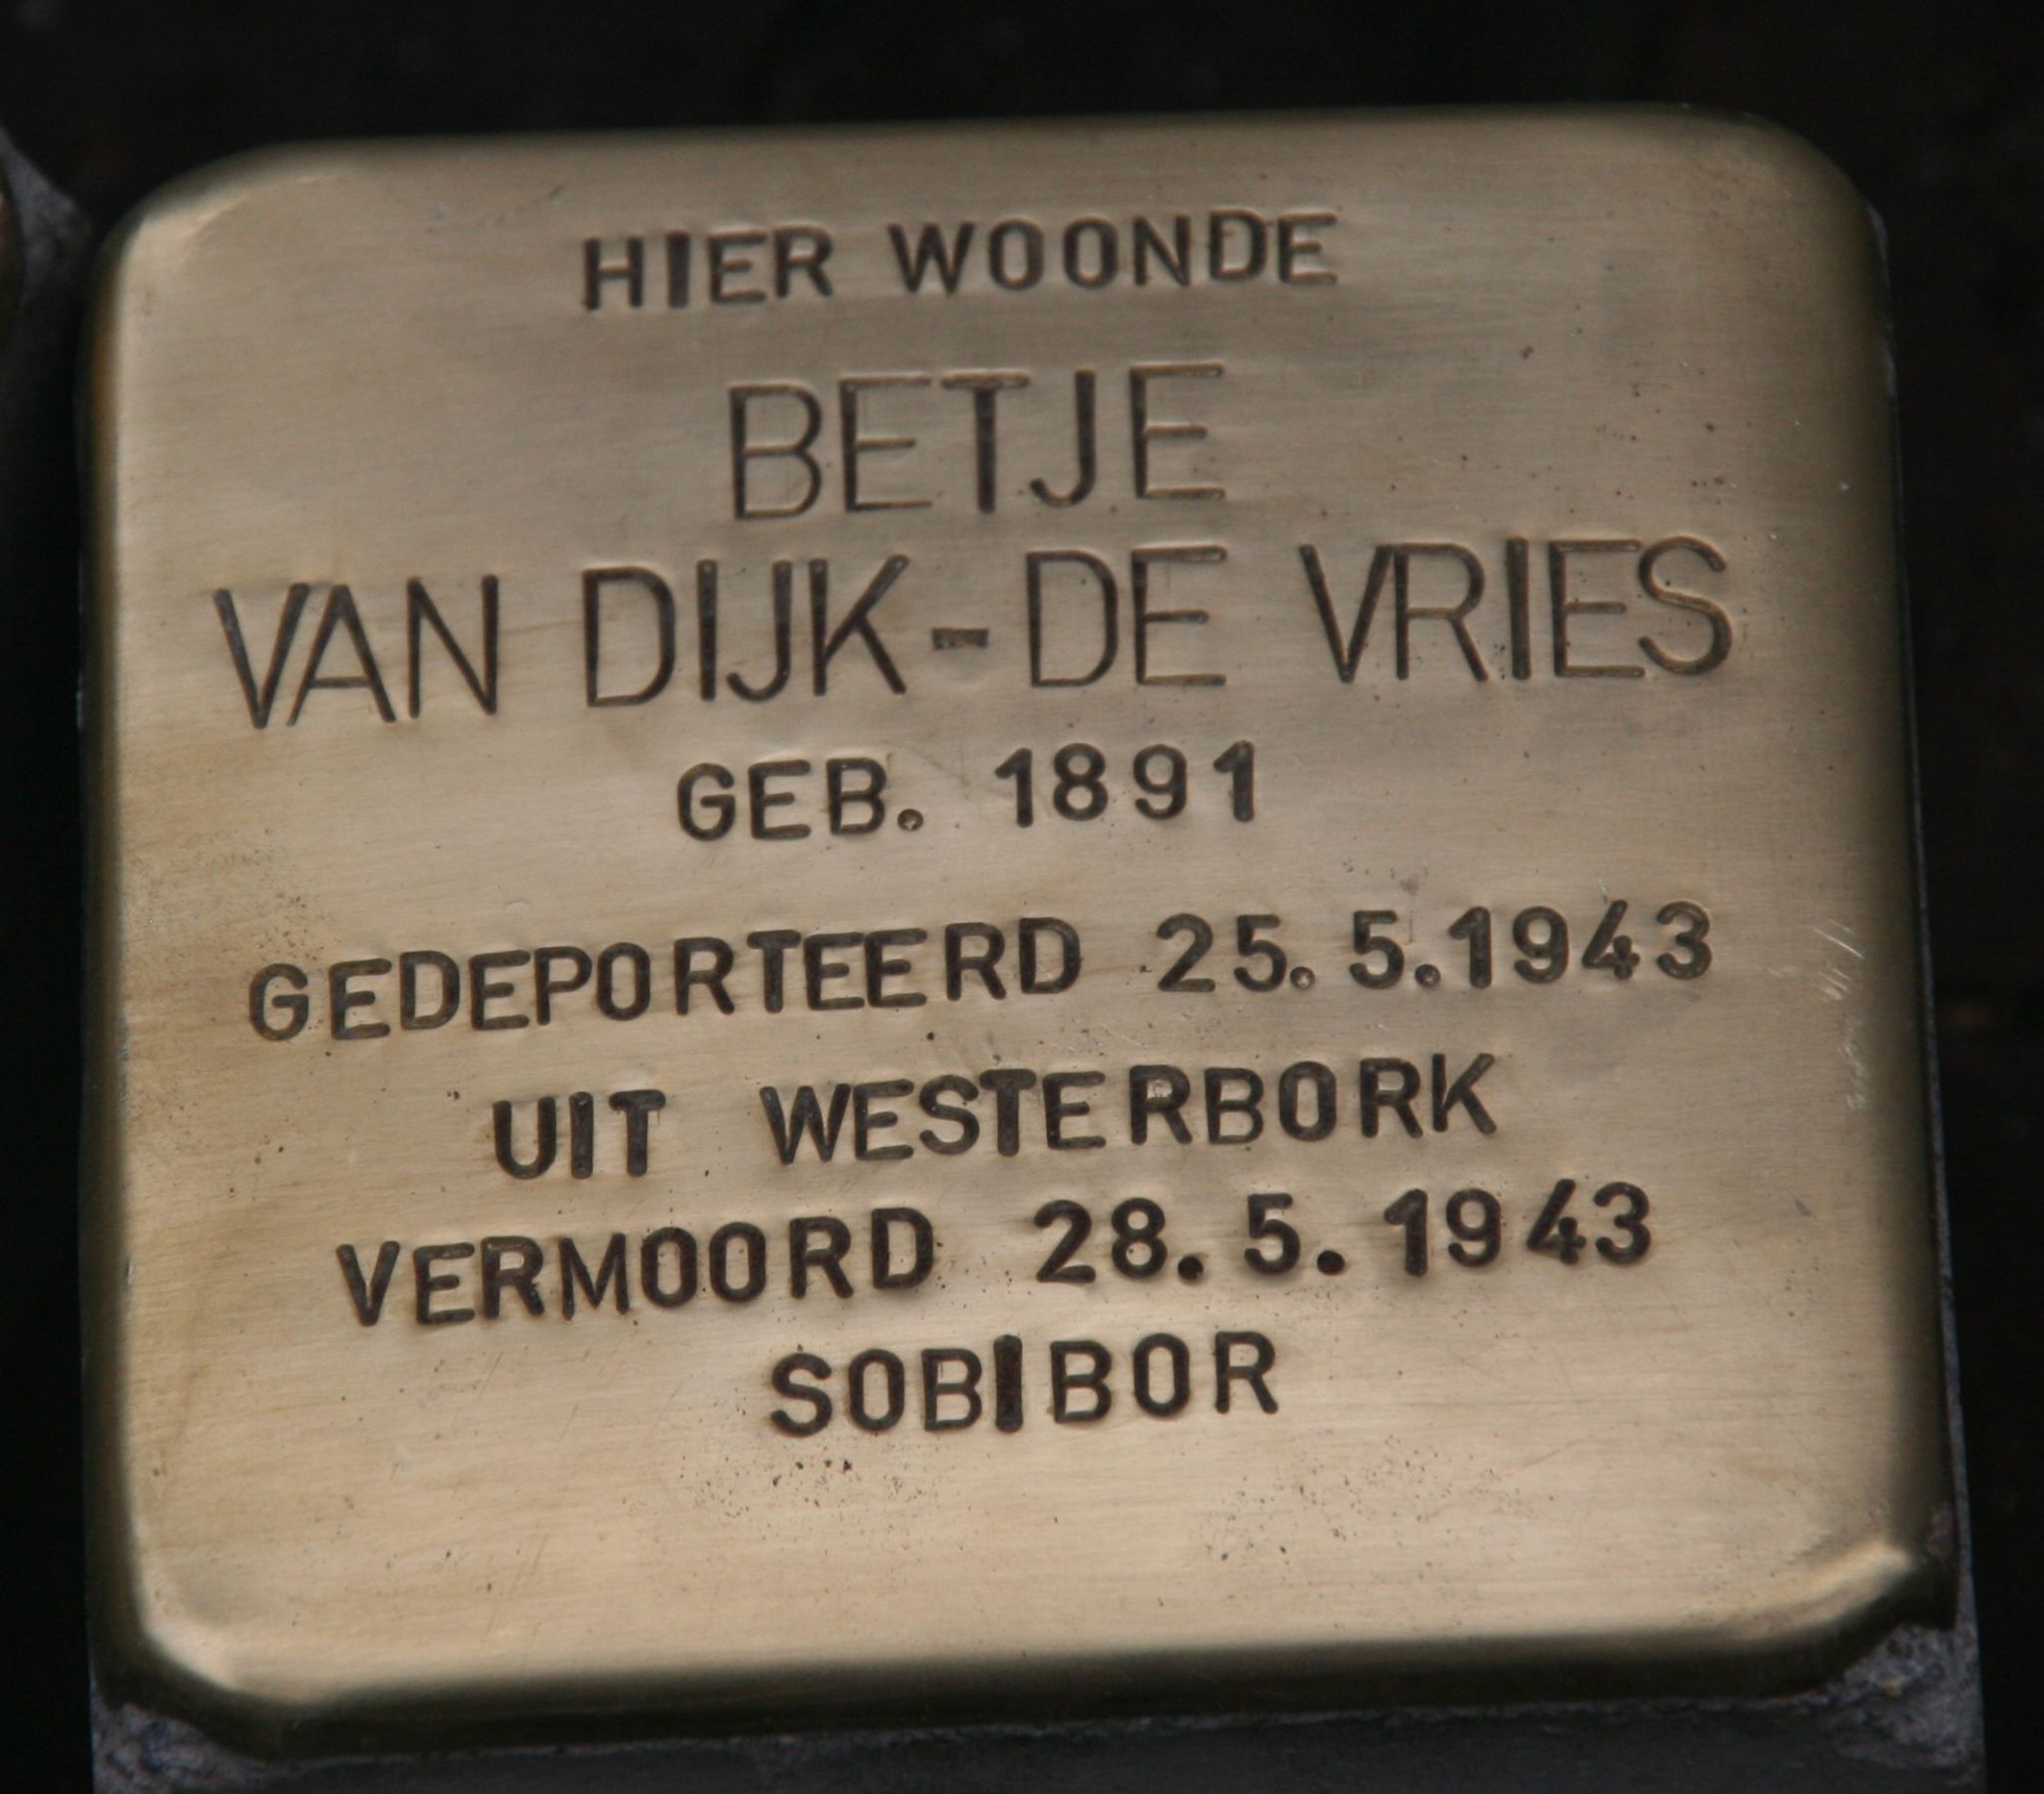 HIER WOONDE
BETJE
VAN DIJK-DE VRIES
GEB. 1891
GEDEPORTEERD 25.5.1943
UIT WESTERBORK
VERMOORD 28.5.1943
SOBIBOR